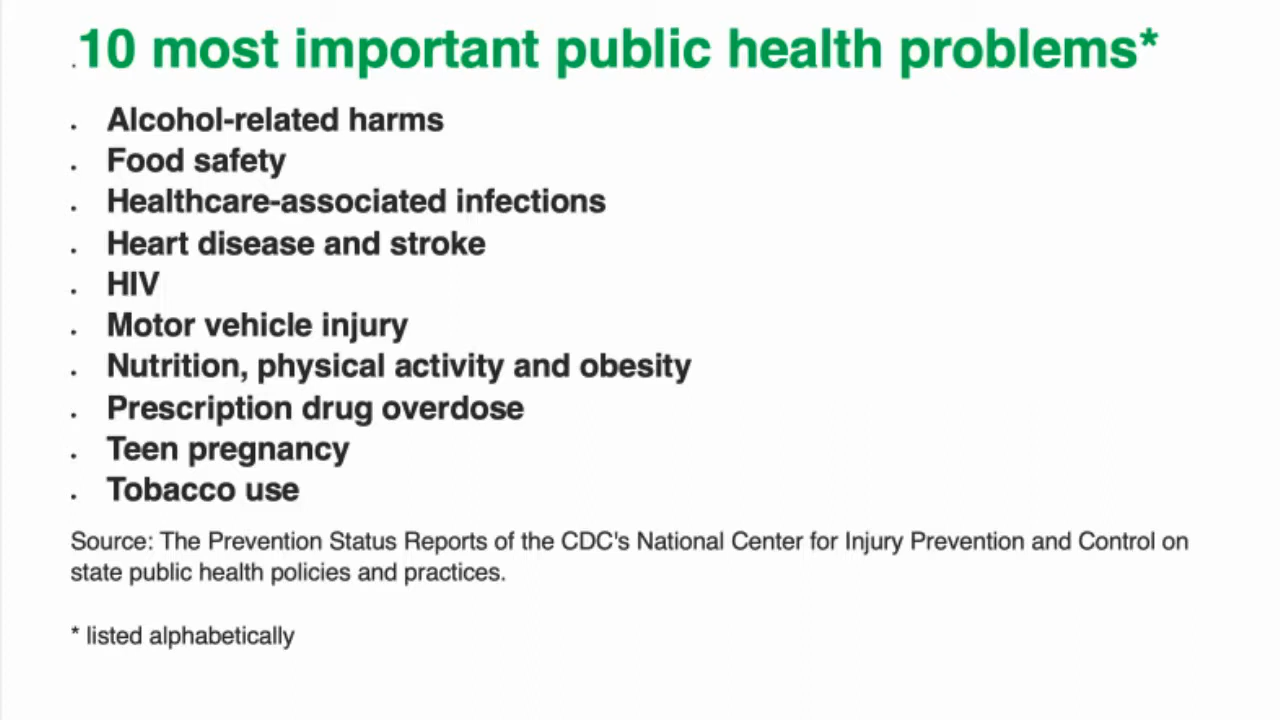 10 most important public health problems*
. Alcohol-related harms
. Food safety
. Healthcare-associated infections
. Heart disease and stroke
. HIV
. Motor vehicle injury
. Nutrition, physical activity and obesity
. Prescription drug overdose
. Teen pregnancy
. Tobacco use
Source: The Prevention Status Reports of the CDC's National Center for Injury Prevention and Control on
state public health policies and practices.
* listed alphabetically